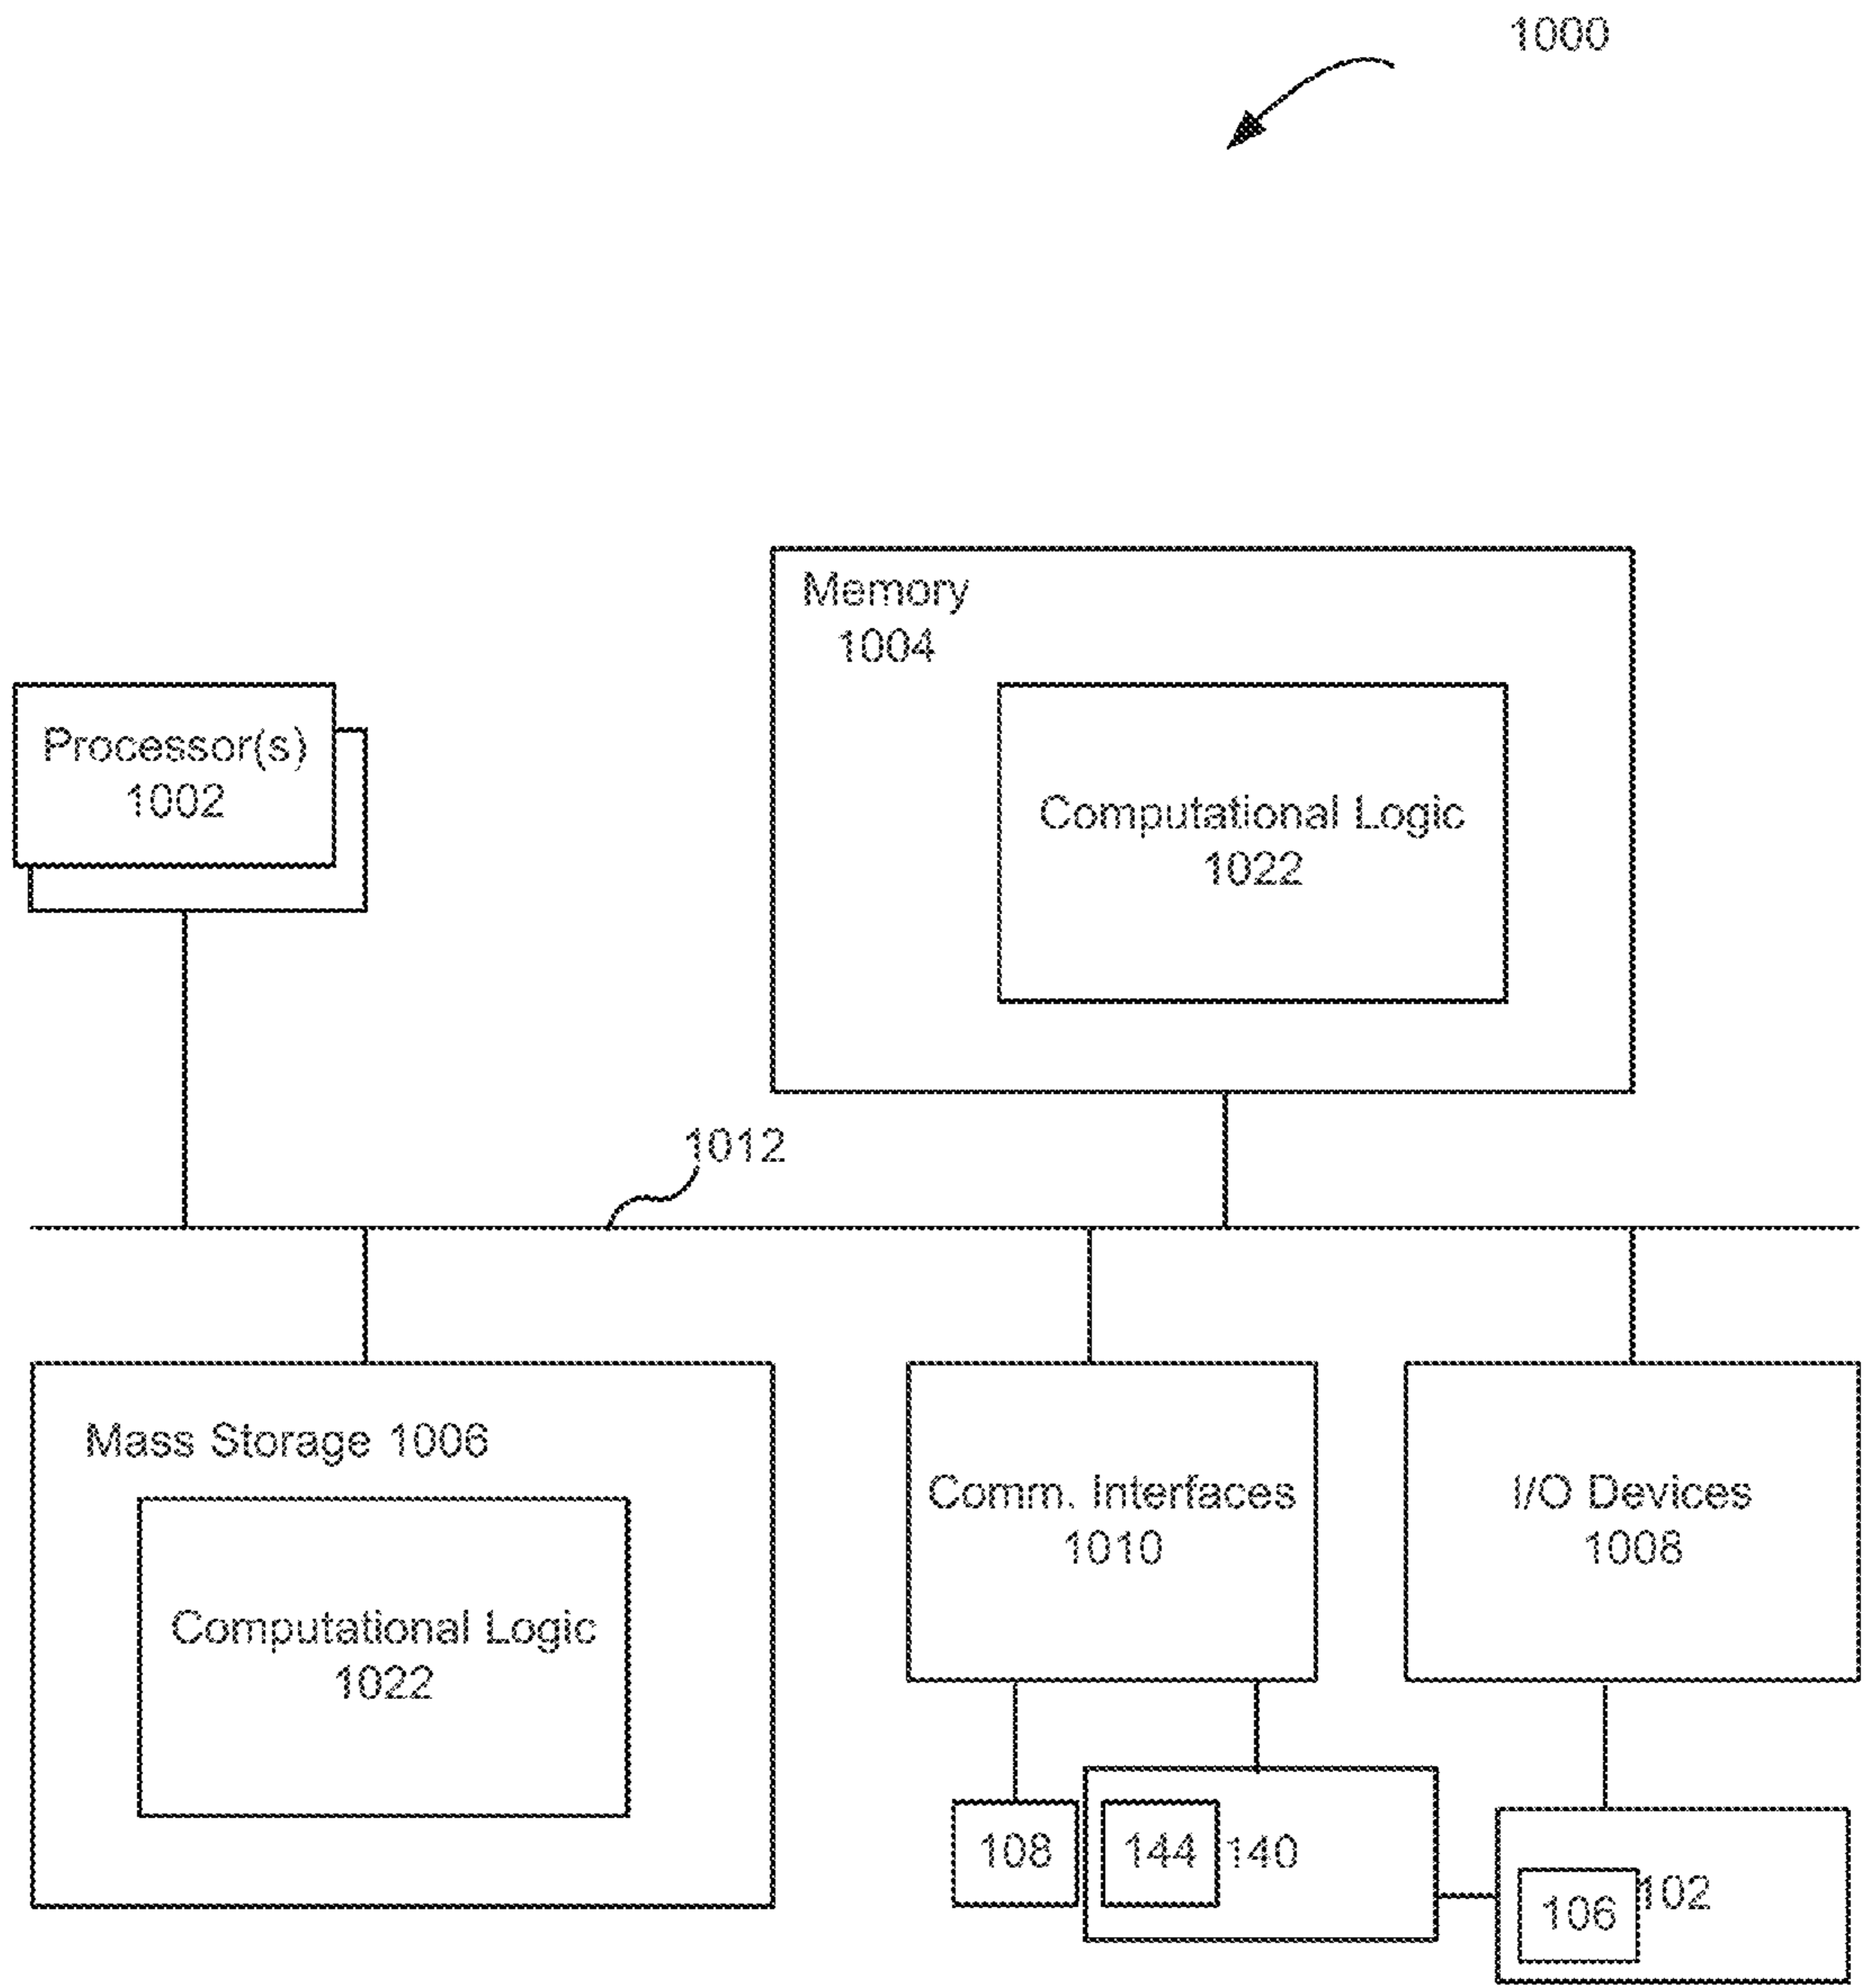 1000
Memory
1004
Processor(s)
1002
Computational Logic
1022
1012
Mass Storage 1006
Computational Logic
1022
Comm. Interfaces
1010
I/O Devices
1008
108
144
140
106
102